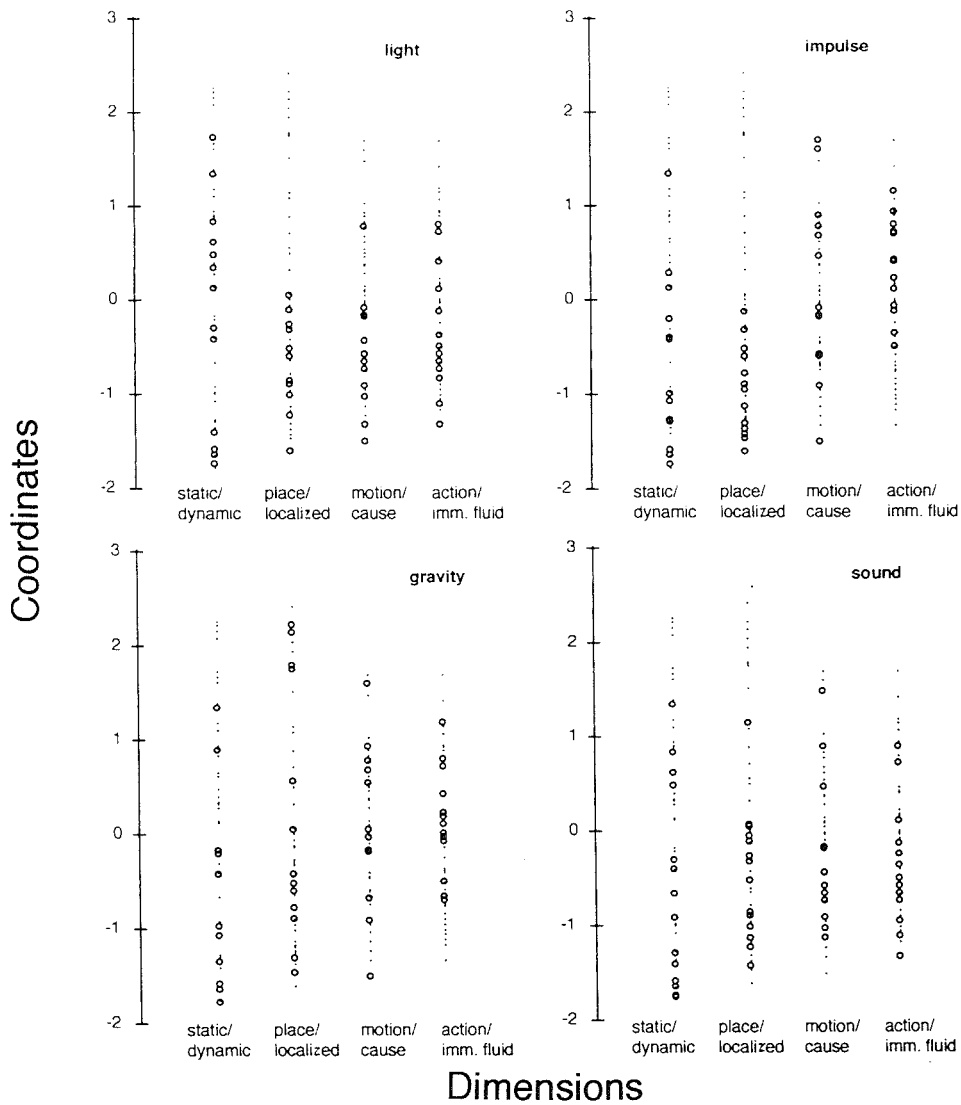 light
3
2
1
0
-1
-2
static/ place/ motion/ action/
dynamic localized cause imm. fluid
impulse
3
2
1
0
-1
-2
static/ place/ motion/ action/
dynamic localized cause imm. fluid
Coordinates
gravity
3
2
1
0
-1
-2
static/ place/ motion/ action/
dynamic localized cause imm. fluid
sound
3
2
1
0
-1
-2
static/ place/ motion/ action/
dynamic localized cause imm. fluid
Dimensions